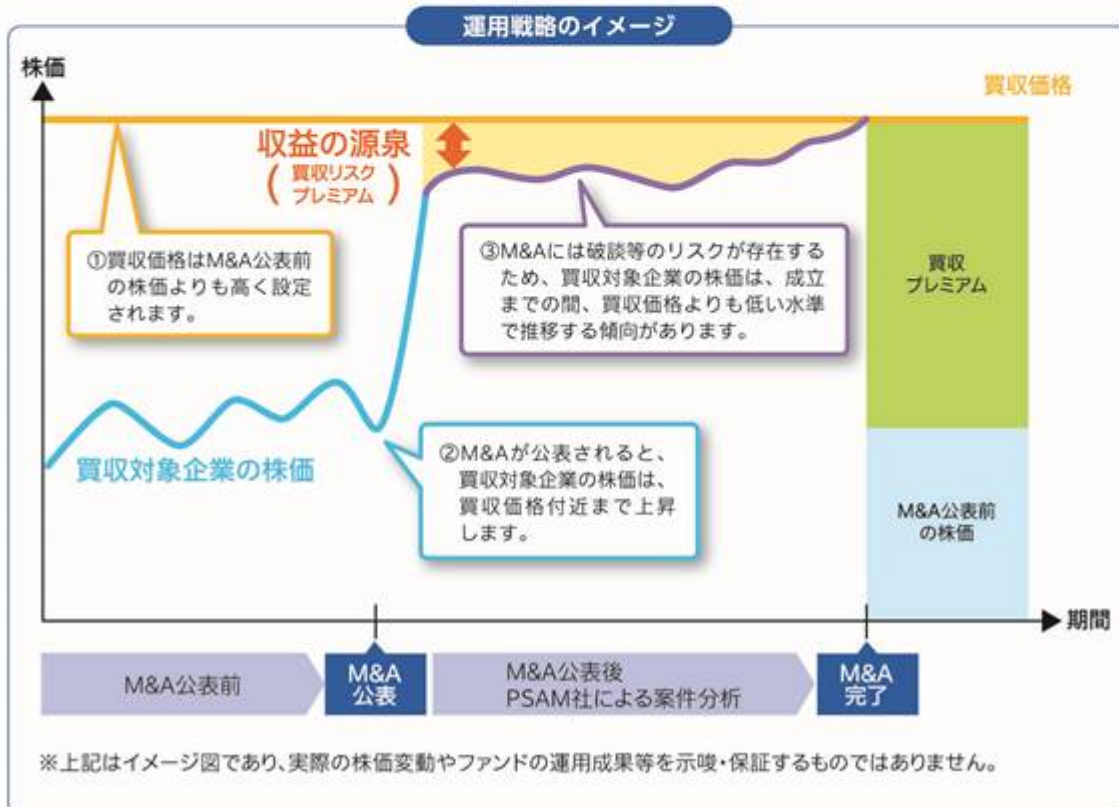 運用戦略のイメージ
株価
買収価格
収益の源泉
(買収リスク
プレミアム)
①買収価格はM&A公表前
の株価よりも高く設定
されます。
③M&Aには破談等のリスクが存在する
ため、買収対象企業の株価は、成立
までの間、買収価格よりも低い水準
で推移する傾向があります。
買収
プレミアム
買収対象企業の株価
②M&Aが公表されると、
買収対象企業の株価は、
買収価格付近まで上昇
します。
M&A公表前
の株価
期間
M&A公表前
M&A
公表
M&A公表後
PSAM社による案件分析
M&A
完了
※上記はイメージ図であり、実際の株価変動やファンドの運用成果等を示唆・保証するものではありません。